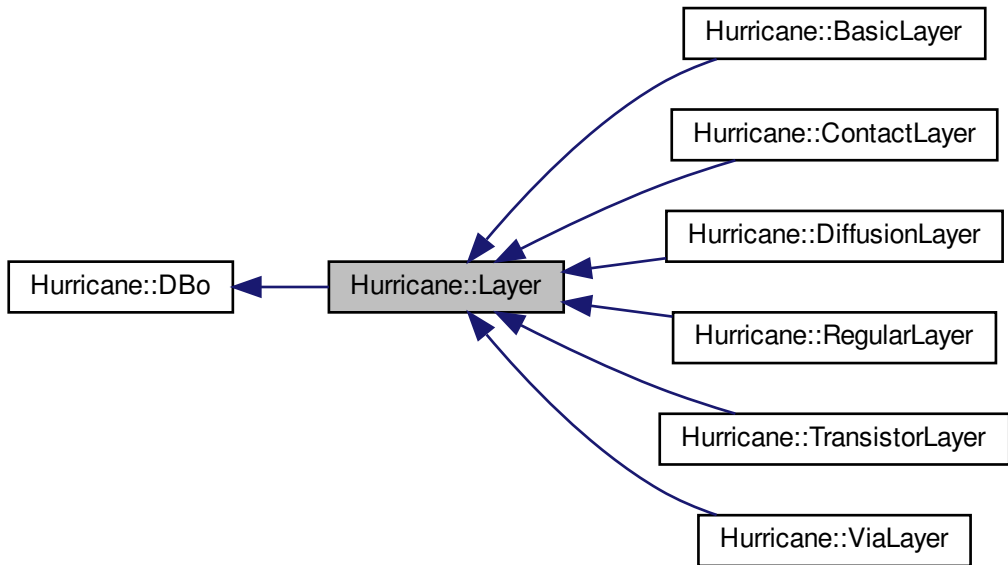 Hurricane::BasicLayer
Hurricane::ContactLayer
Hurricane::DiffusionLayer
Hurricane::DBo
Hurricane::Layer
Hurricane::RegularLayer
Hurricane::TransistorLayer
Hurricane::ViaLayer